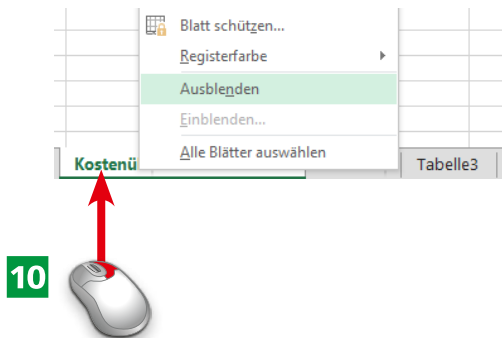 Blatt schützen...
Registerfarbe
Ausblenden
Einblenden...
Alle Blätter auswählen
Kostenü Tabelle3
10